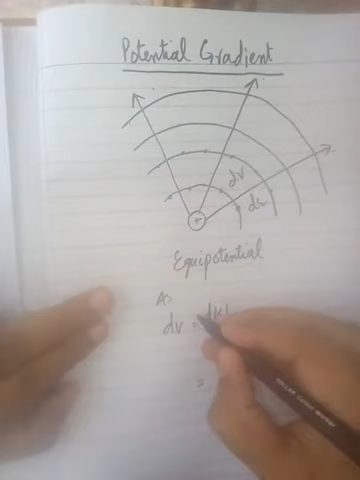 Potential Gradient
+
dv
dr
Equipotential
As
dv =
=